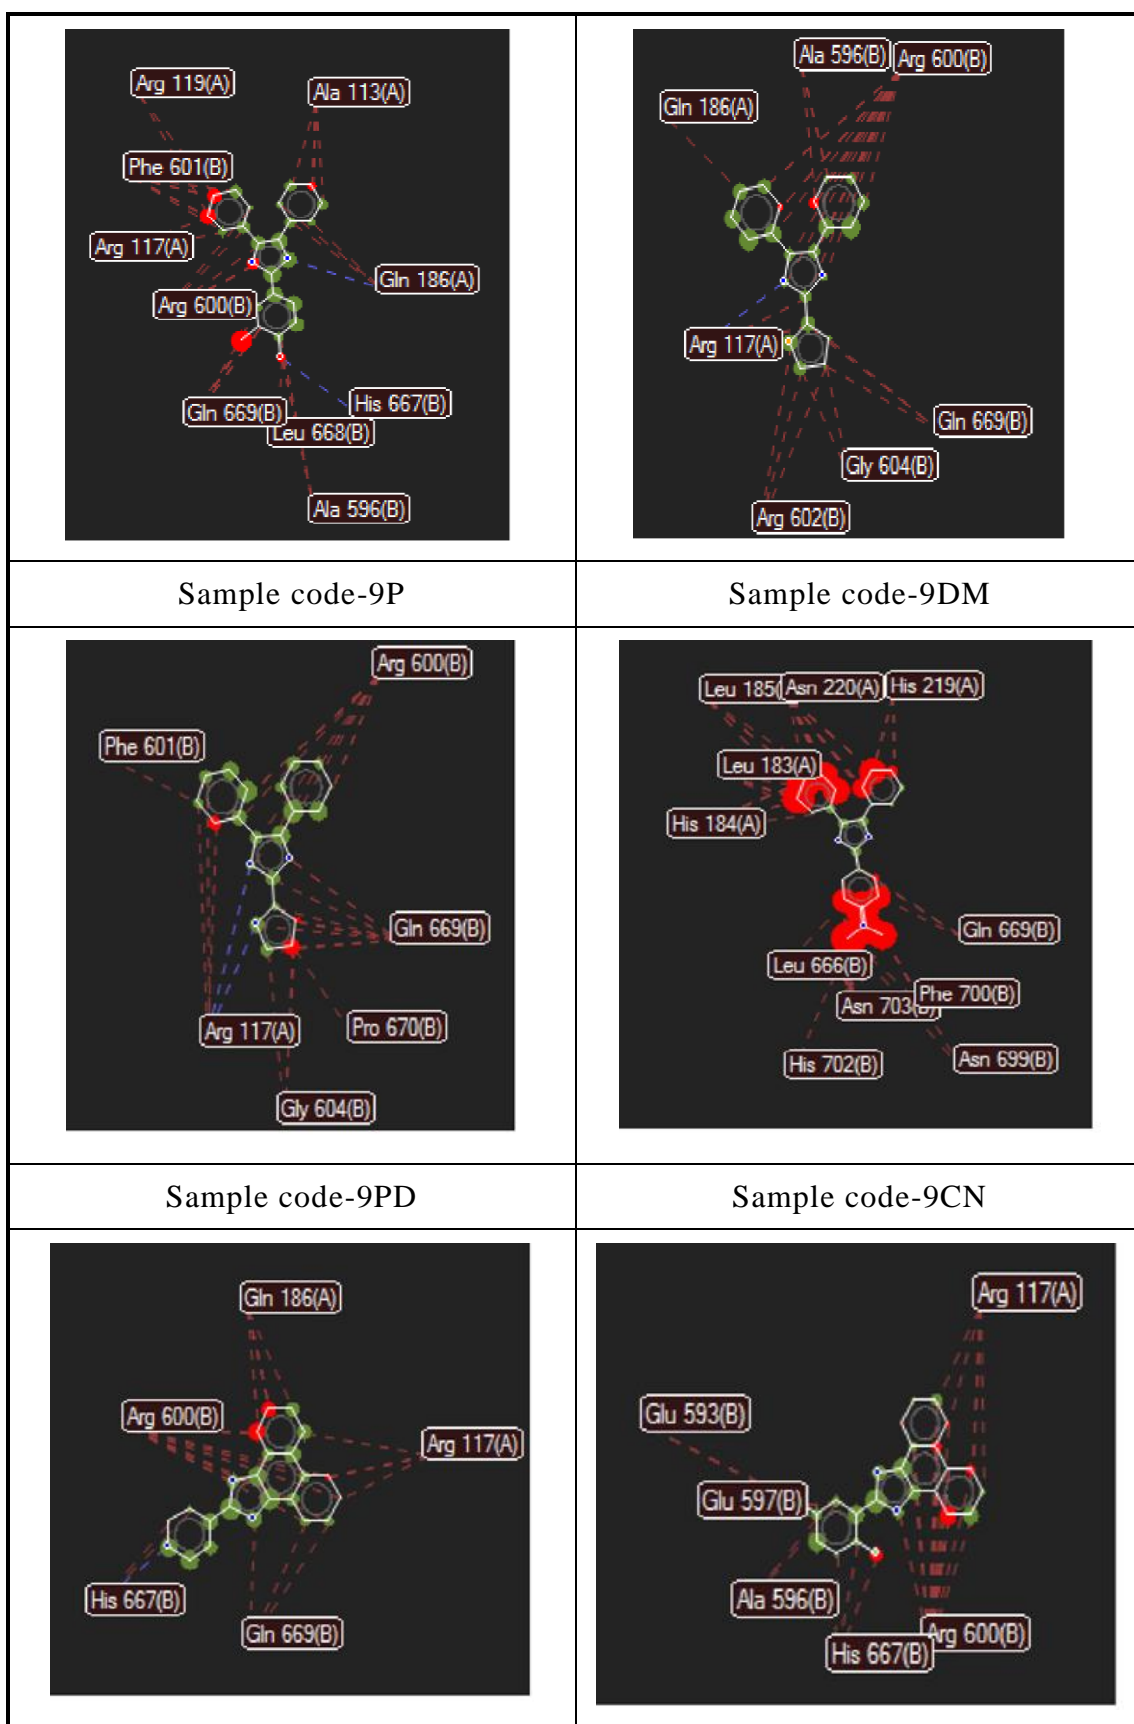 Arg 119(A)
Ala 113(A)
Phe 601(B)
Arg 117(A)
Gln 186(A)
Arg 600(B)
Gln 669(B)
His 667(B)
Leu 668(B)
Ala 596(B)
Ala 596(B)
Arg 600(B)
Gln 186(A)
Arg 117(A)
Gln 669(B)
Gly 604(B)
Arg 602(B)
Sample code-9P
Sample code-9DM
Arg 600(B)
Phe 601(B)
Gln 669(B)
Arg 117(A)
Pro 670(B)
Gly 604(B)
Leu 185(
Asn 220(A)
His 219(A)
Leu 183(A)
His 184(A)
Gln 669(B)
Leu 666(B)
Asn 703(B)
Phe 700(B)
His 702(B)
Asn 699(B)
Sample code-9PD
Sample code-9CN
Gln 186(A)
Arg 600(B)
Arg 117(A)
His 667(B)
Gln 669(B)
Arg 117(A)
Glu 593(B)
Glu 597(B)
Ala 596(B)
Arg 600(B)
His 667(B)